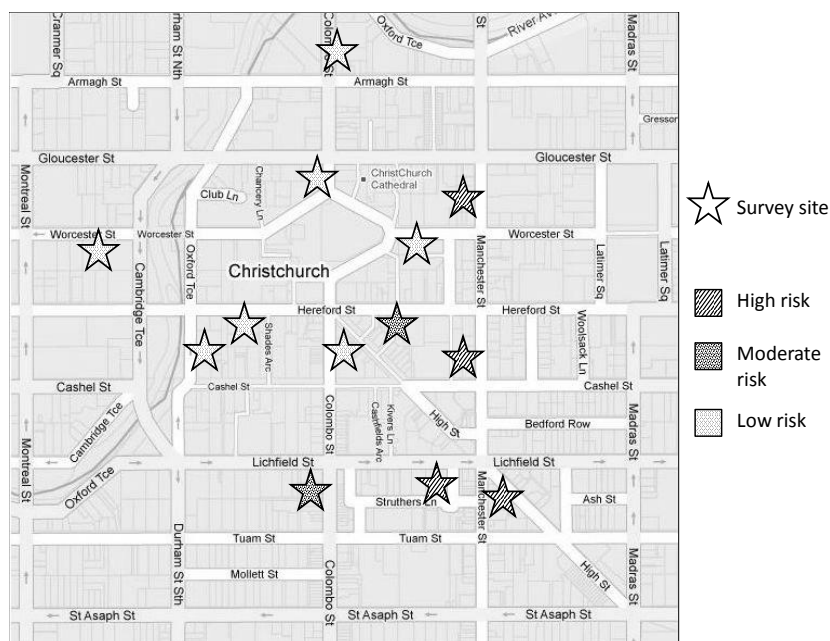 Cranmer Sq
Durham St Nth
Colombo St
Oxford Tce
River Av
St
Madras St
Armagh St
Armagh St
Gresson
Gloucester St
Gloucester St
Montreal St
Club Ln
Chancery Ln
ChristChurch
Cathedral
Survey site
Worcester St
Worcester St
Worcester St
Oxford Tce
Cambridge Tce
Christchurch
Manchester St
Latimer Sq
Latimer Sq
Hereford St
Hereford St
High risk
Shades Arc
Woolsack Ln
Moderate
risk
Cashel St
Cashel St
Cashel St
Low risk
Cambridge Tce
Colombo St
Kivers Ln
Cashfields Arc
High St
Bedford Row
Madras St
Montreal St
Oxford Tce
Lichfield St
Lichfield St
Struthers Ln
Manchester St
Ash St
Durham St Sth
Tuam St
Tuam St
Mollett St
Colombo St
High St
Madras St
St Asaph St
St Asaph St
St Asaph St